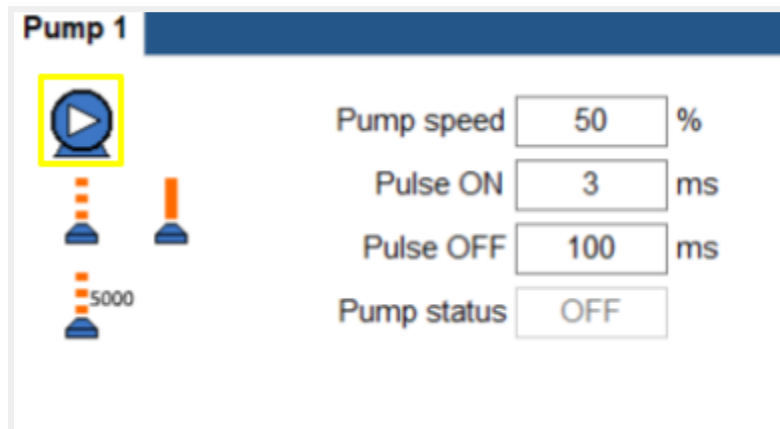 Pump 1
Pump speed 50 %
Pulse ON 3 ms
Pulse OFF 100 ms
5000
Pump status OFF